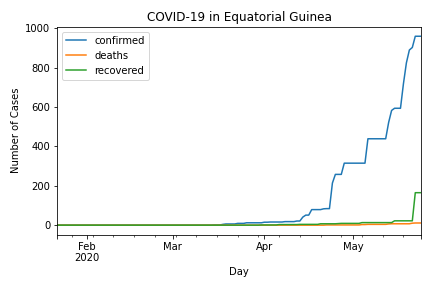 COVID-19 in Equatorial Guinea
confirmed
deaths
recovered
1000
800
600
400
200
0
Number of Cases
Feb Mar Apr May
2020
Day